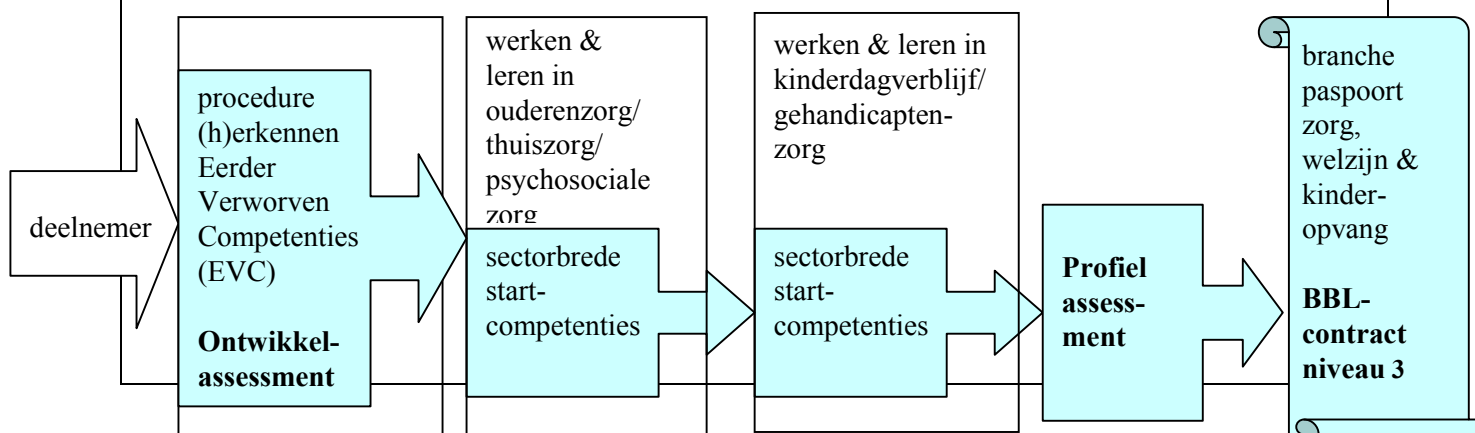 deelnemer
procedure
(h)erkennen
Eerder
Verworven
Competenties
(EVC)
Ontwikkel-
assessment
werken &
leren in
ouderenzorg/
thuiszorg/
psychosociale
zorg
sectorbrede
start-
competenties
werken & leren in
kinderdagverblijf/
gehandicapten-
zorg
sectorbrede
start-
competenties
Profiel
assess-
ment
branche
paspoort
zorg,
welzijn &
kinder-
opvang
BBL-
contract
niveau 3